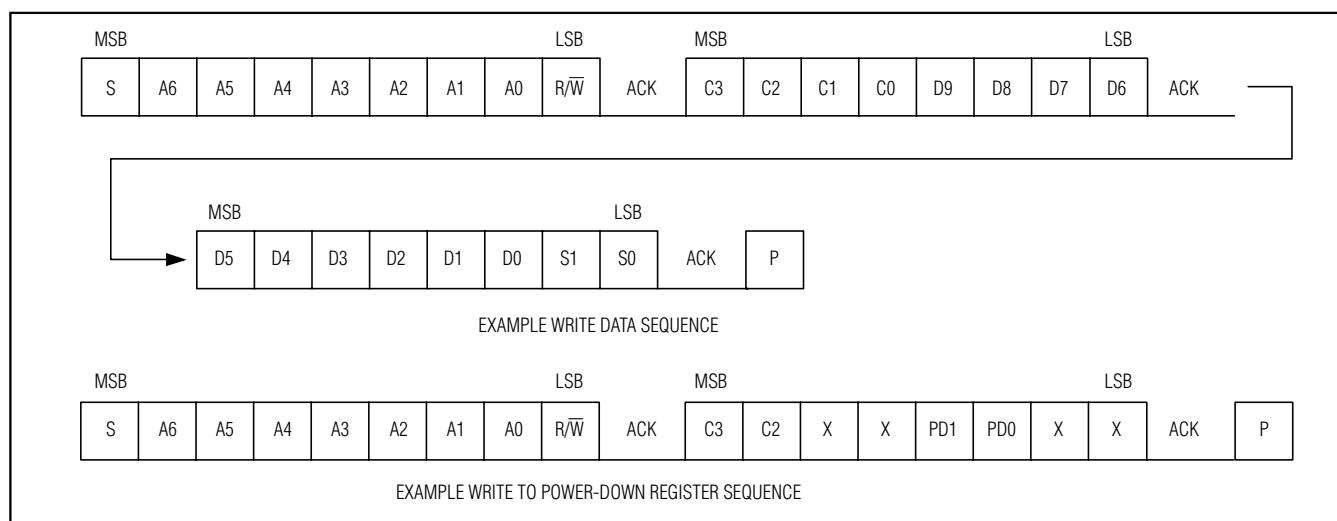 MSB LSB MSB LSB
S A6 A5 A4 A3 A2 A1 A0 R/W̅ ACK C3 C2 C1 C0 D9 D8 D7 D6 ACK
MSB LSB
D5 D4 D3 D2 D1 D0 S1 S0 ACK P
EXAMPLE WRITE DATA SEQUENCE
MSB LSB MSB LSB
S A6 A5 A4 A3 A2 A1 A0 R/W̅ ACK C3 C2 X X PD1 PD0 X X ACK P
EXAMPLE WRITE TO POWER-DOWN REGISTER SEQUENCE